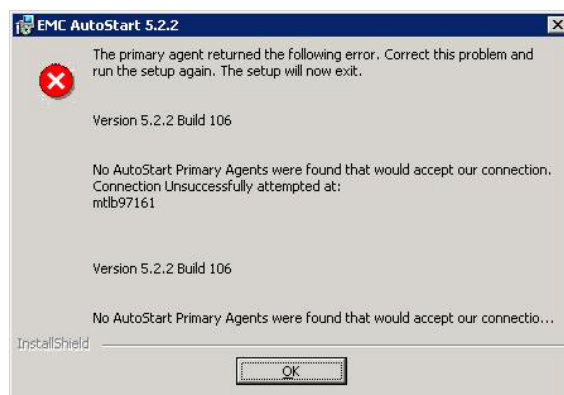 EMC AutoStart 5.2.2
The primary agent returned the following error. Correct this problem and
run the setup again. The setup will now exit.
Version 5.2.2 Build 106
No AutoStart Primary Agents were found that would accept our connection.
Connection Unsuccessfully attempted at:
mtlb97161
Version 5.2.2 Build 106
No AutoStart Primary Agents were found that would accept our connectio...
InstallShield
OK